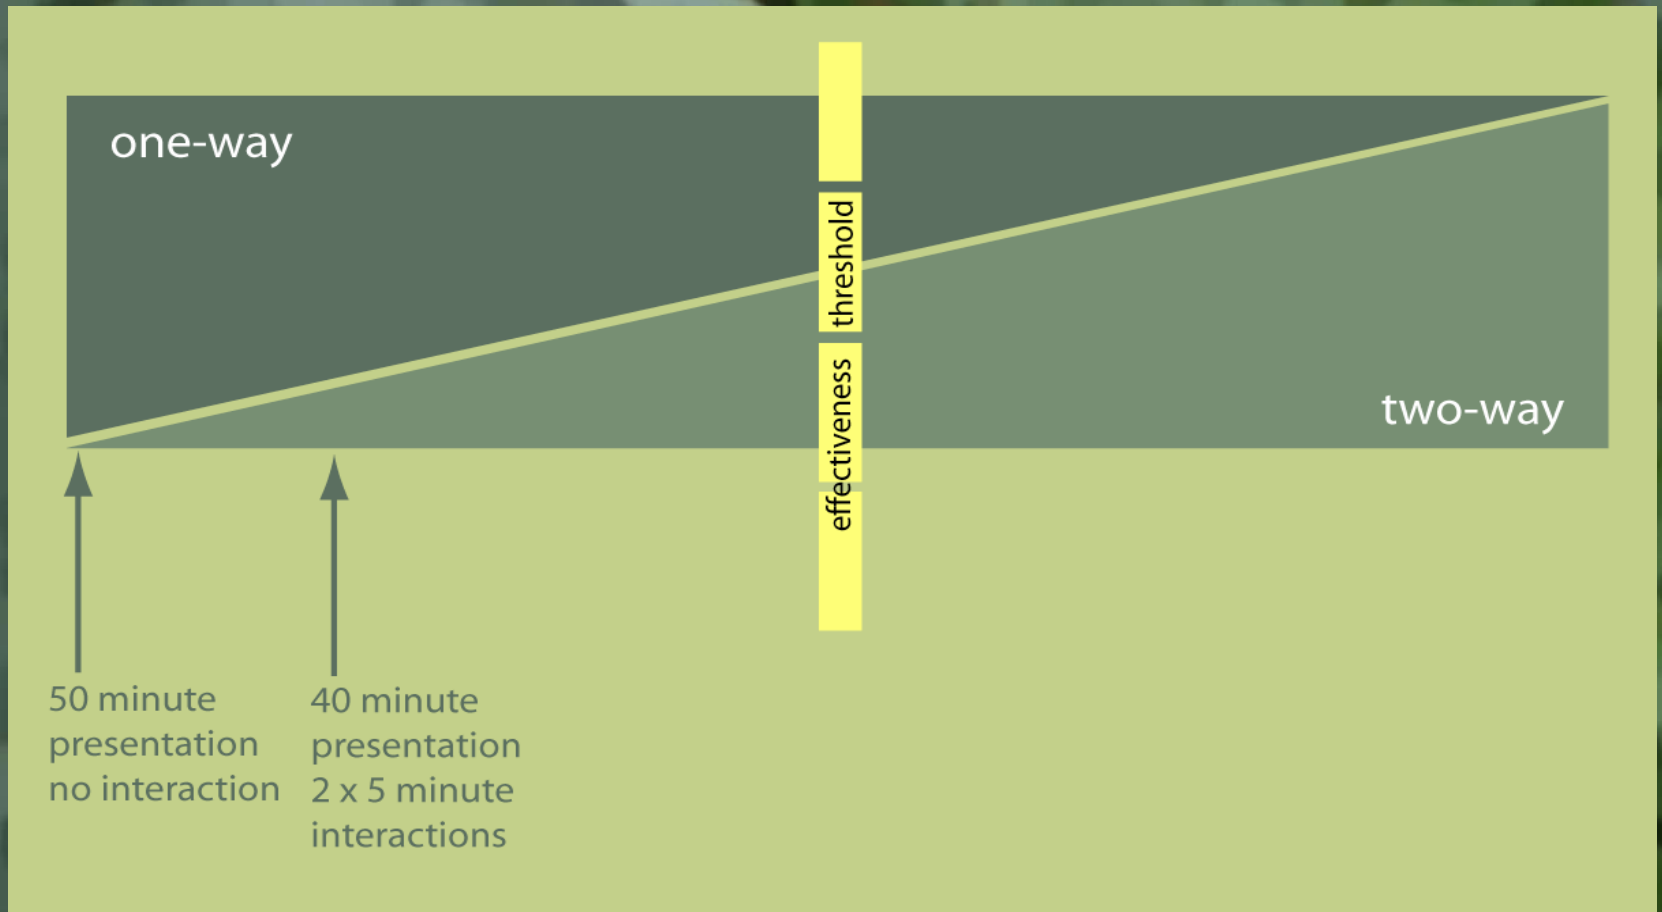 one-way
threshold
effectiveness
two-way
50 minute
presentation
no interaction
40 minute
presentation
2 x 5 minute
interactions